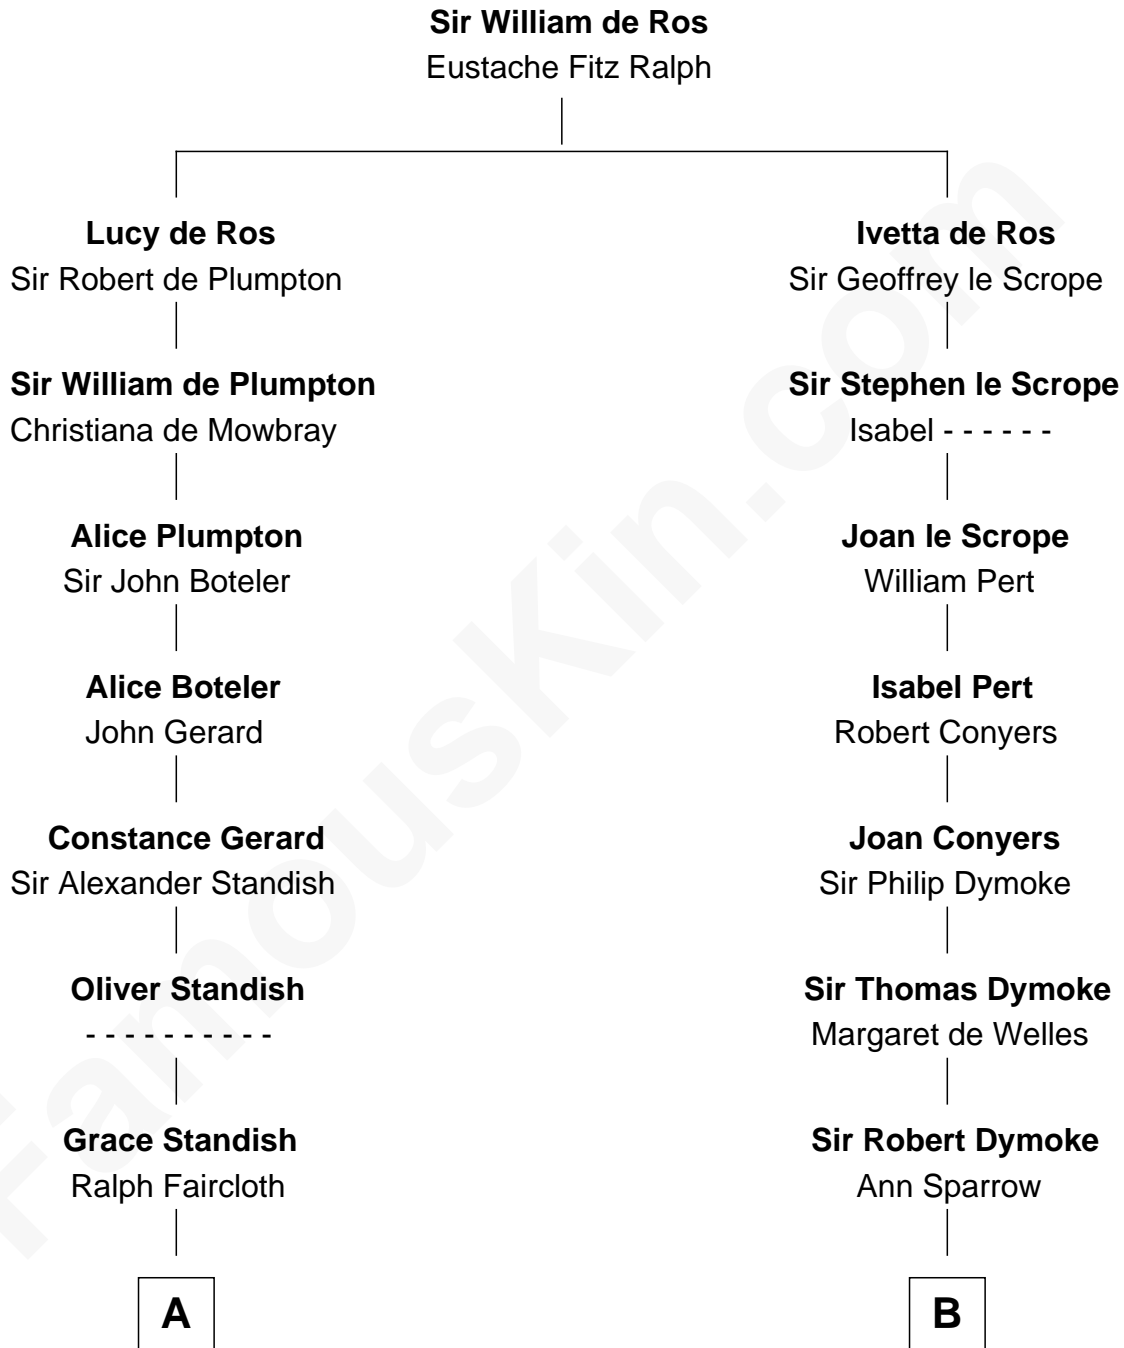 Sir William de Ros
Eustache Fitz Ralph
Lucy de Ros
Sir Robert de Plumpton
Sir William de Plumpton
Christiana de Mowbray
Alice Plumpton
Sir John Boteler
Alice Boteler
John Gerard
Constance Gerard
Sir Alexander Standish
Oliver Standish
- - - - - - - - - -
Grace Standish
Ralph Faircloth
A
Ivetta de Ros
Sir Geoffrey le Scrope
Sir Stephen le Scrope
Isabel - - - - - -
Joan le Scrope
William Pert
Isabel Pert
Robert Conyers
Joan Conyers
Sir Philip Dymoke
Sir Thomas Dymoke
Margaret de Welles
Sir Robert Dymoke
Ann Sparrow
B
FamousKin.com